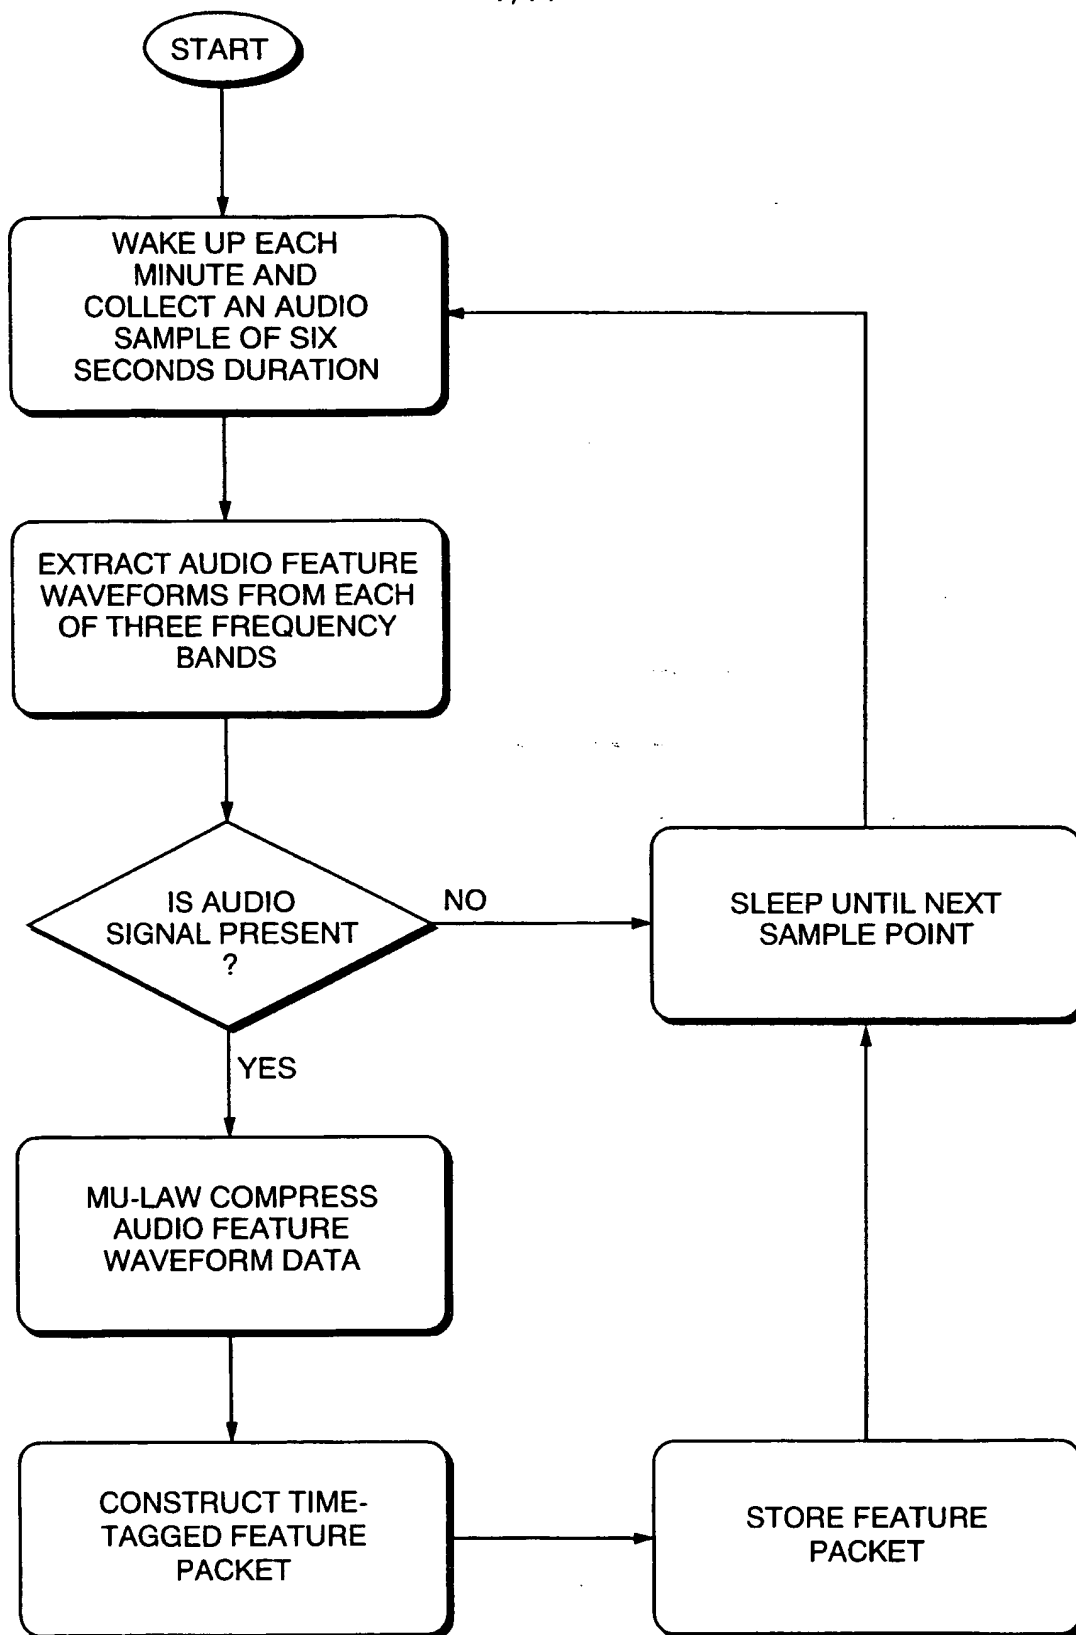 START
WAKE UP EACH
MINUTE AND
COLLECT AN AUDIO
SAMPLE OF SIX
SECONDS DURATION
EXTRACT AUDIO FEATURE
WAVEFORMS FROM EACH
OF THREE FREQUENCY
BANDS
IS AUDIO
SIGNAL PRESENT
?
NO
SLEEP UNTIL NEXT
SAMPLE POINT
YES
MU-LAW COMPRESS
AUDIO FEATURE
WAVEFORM DATA
CONSTRUCT TIME-
TAGGED FEATURE
PACKET
STORE FEATURE
PACKET